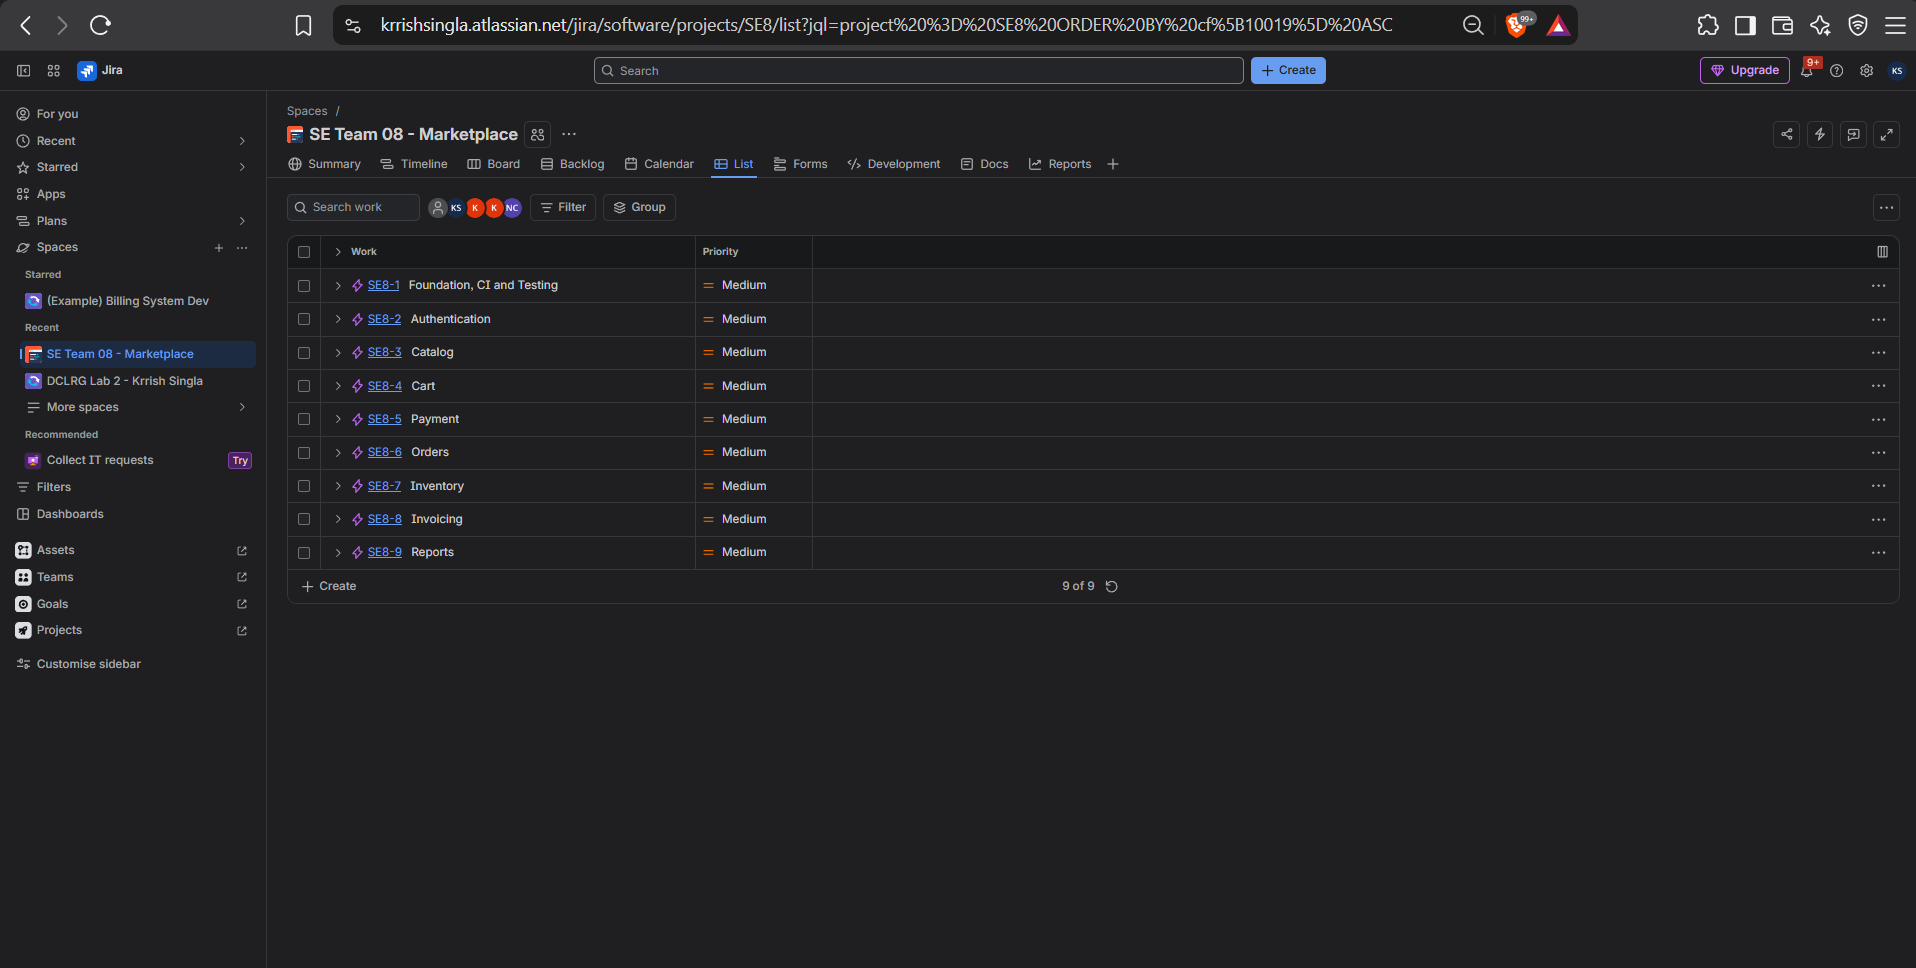 krrishsingla.atlassian.net/jira/software/projects/SE8/list?jql=project%20%3D%20SE8%20ORDER%20BY%20cf%5B10019%5D%20ASC
99+
Jira
Search
+ Create
Upgrade
9+
KS
For you
Recent
Starred
Apps
Plans
Spaces
Starred
(Example) Billing System Dev
Recent
SE Team 08 - Marketplace
DCLRG Lab 2 - Krrish Singla
More spaces
Recommended
Collect IT requests
Try
Filters
Dashboards
Assets
Teams
Goals
Projects
Customise sidebar
Spaces /
SE Team 08 - Marketplace
Summary Timeline Board Backlog Calendar List Forms Development Docs Reports
Search work KS K K NC Filter Group
Work Priority
SE8-1 Foundation, CI and Testing Medium
SE8-2 Authentication Medium
SE8-3 Catalog Medium
SE8-4 Cart Medium
SE8-5 Payment Medium
SE8-6 Orders Medium
SE8-7 Inventory Medium
SE8-8 Invoicing Medium
SE8-9 Reports Medium
+ Create 9 of 9